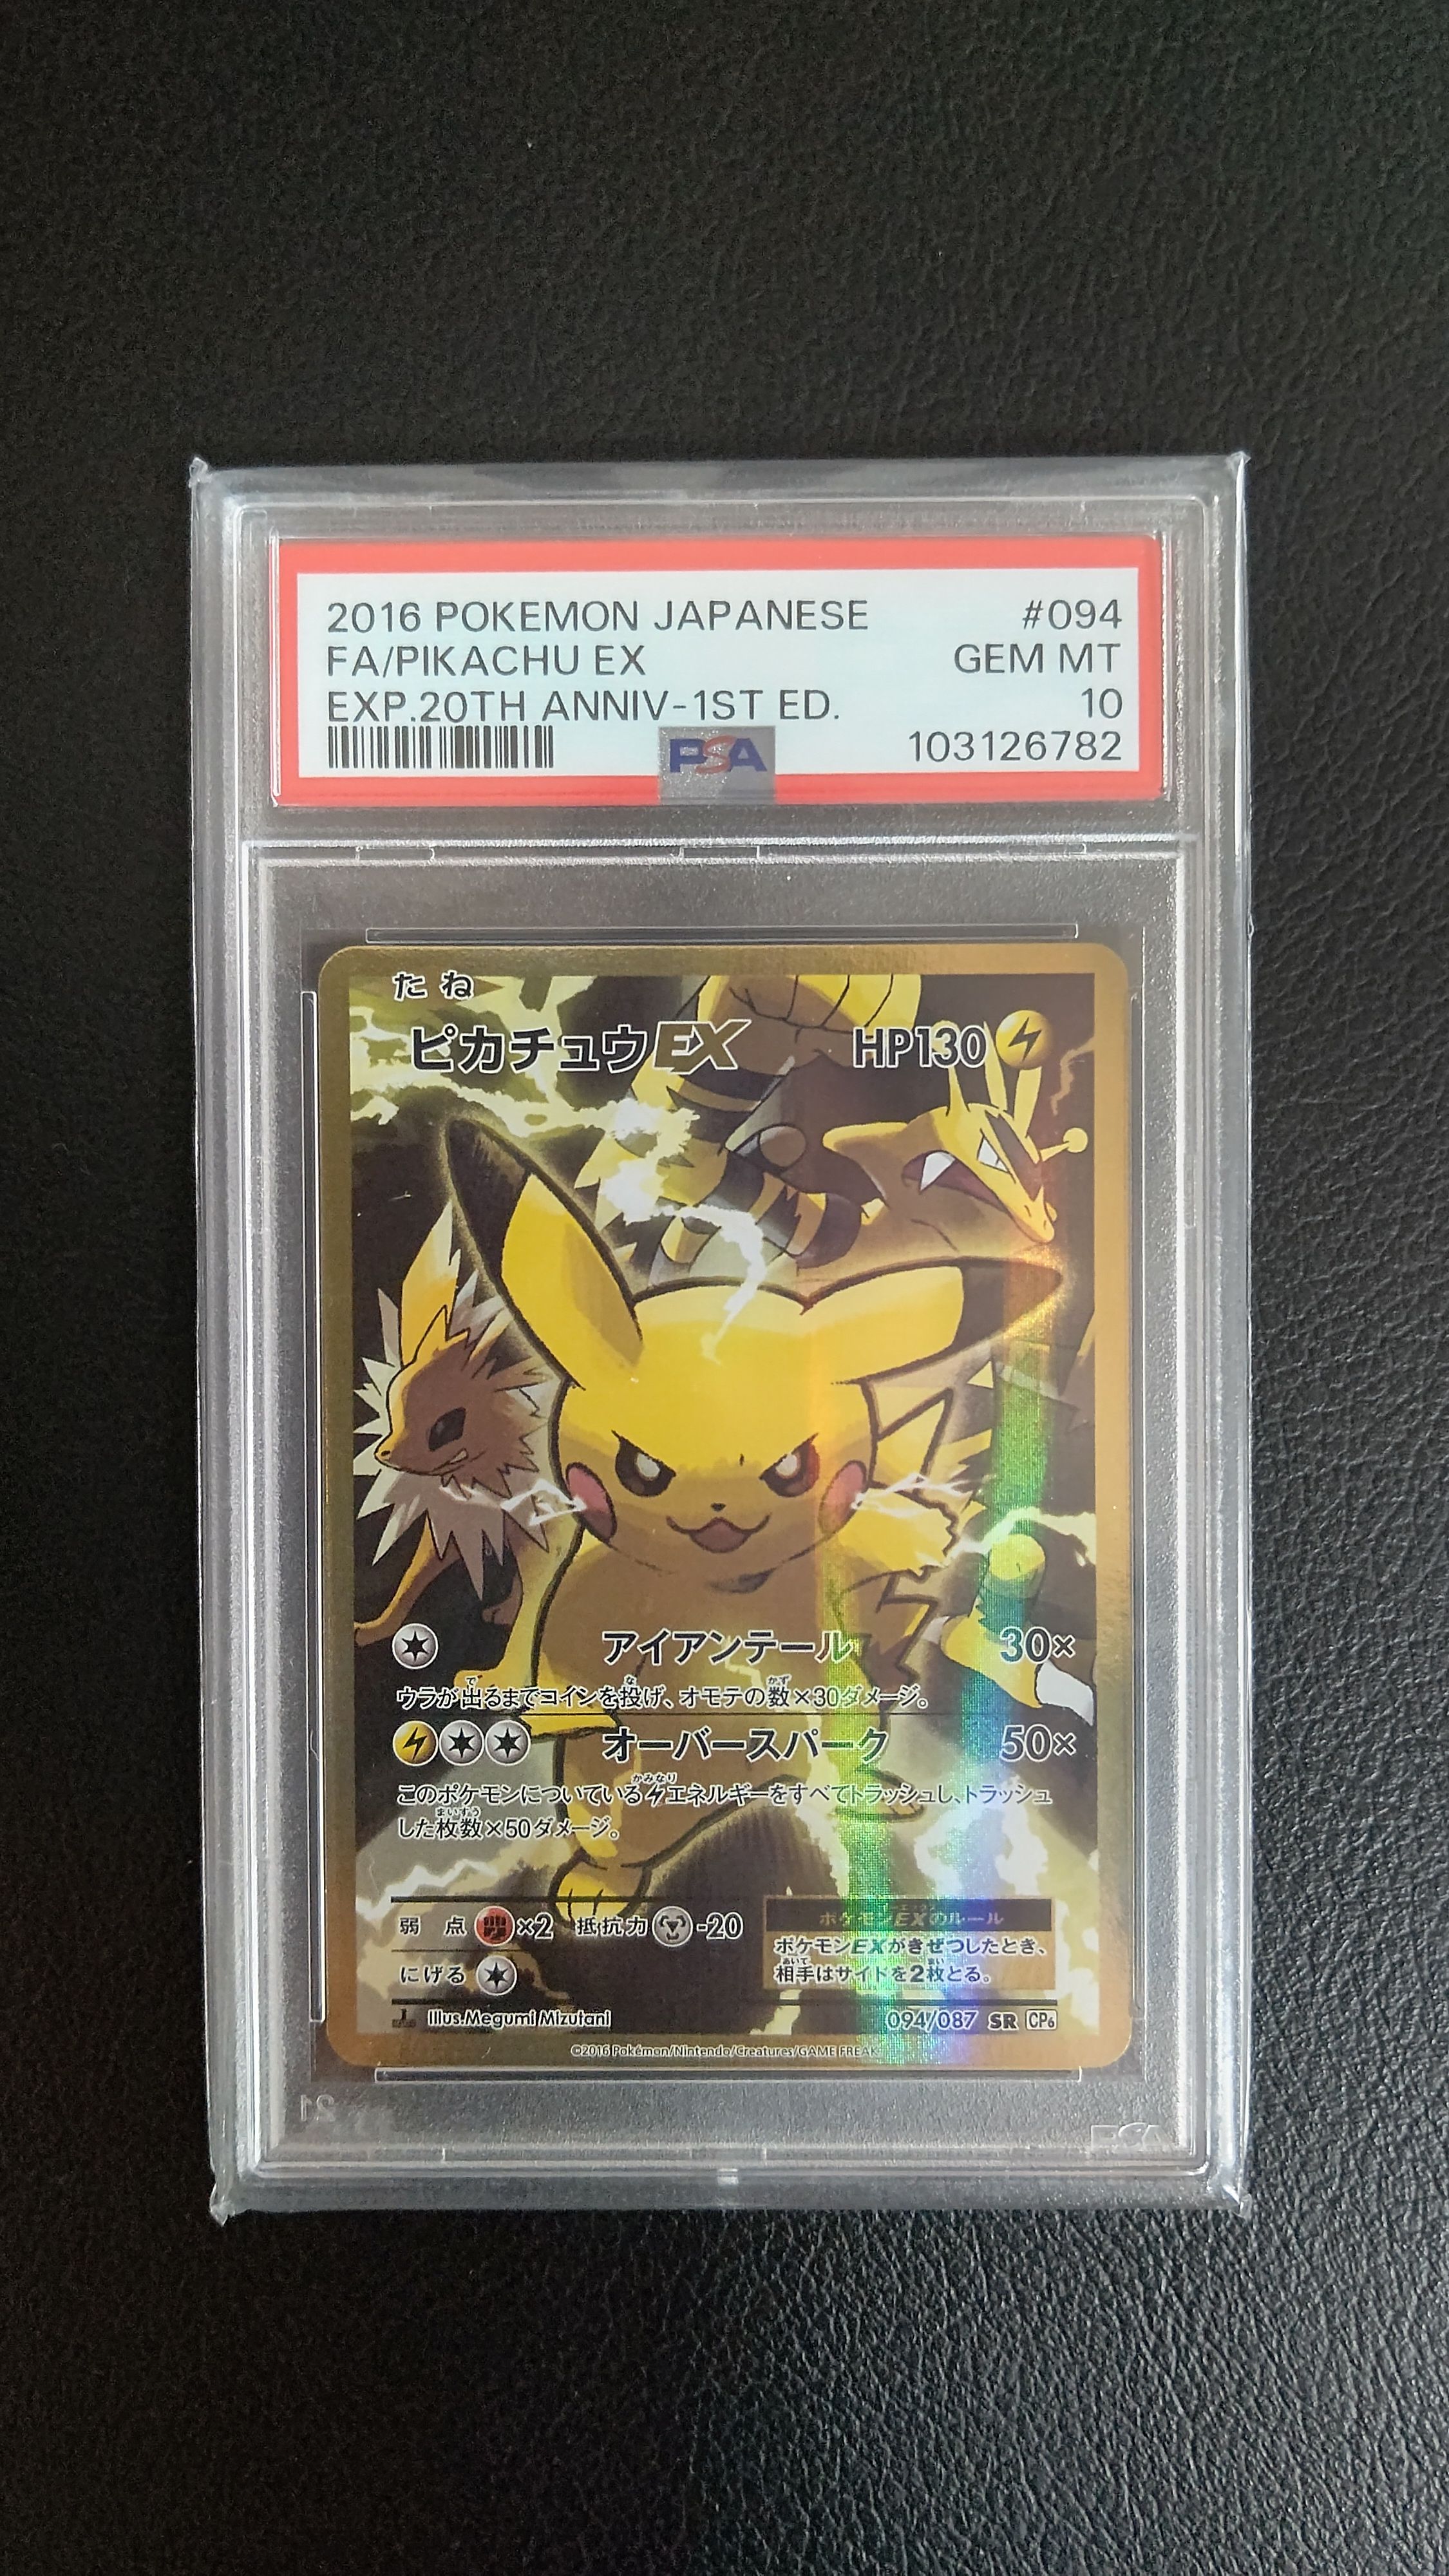 2016 POKEMON JAPANESE #094
FA/PIKACHU EX GEM MT
EXP.20TH ANNIV-1ST ED. 10
PSA 103126782
たね
ピカチュウEX HP130
アイアンテール 30×
ウラが出るまでコインを投げ、オモテの数×30ダメージ。
オーバースパーク 50×
このポケモンについているエネルギーをすべてトラッシュし、トラッシュ
した枚数×50ダメージ。
弱点 ×2 抵抗力 -20
ポケモンEXのルール
ポケモンEXがきぜつしたとき、
相手はサイドを2枚とる。
にげる
Illus.Megumi Mizutani 094/087 SR CP6
©2016 Pokémon/Nintendo/Creatures/GAME FREAK
PSA